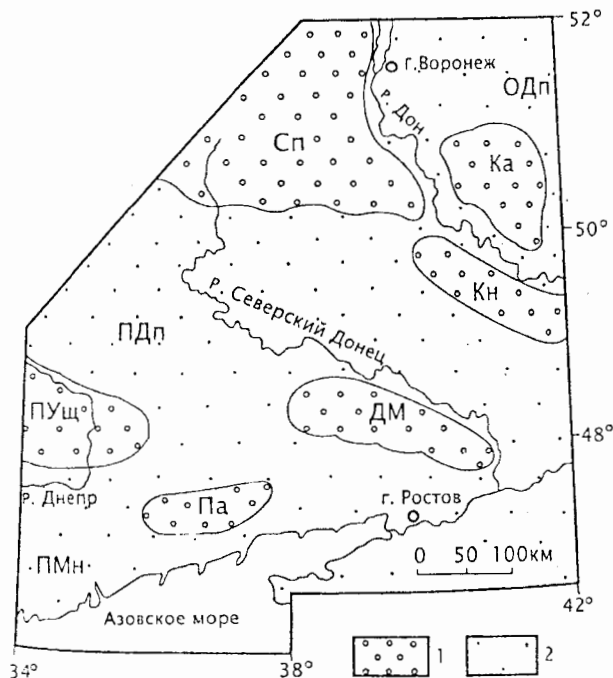 52°
г. Воронеж
ОДп
р. Дон
Сп
Ка
50°
Кн
р. Северский Донец
ПДп
ПУщ
ДМ
48°
р. Днепр
Па
г. Ростов
0 50 100км
ПМн
Азовское море
42°
34°
38°
1
2